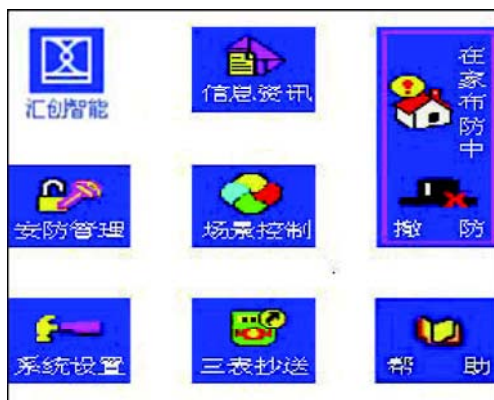 汇创智能
信息资讯
在家布防中
撤 防
安防管理
场景控制
系统设置
三表抄送
帮 助